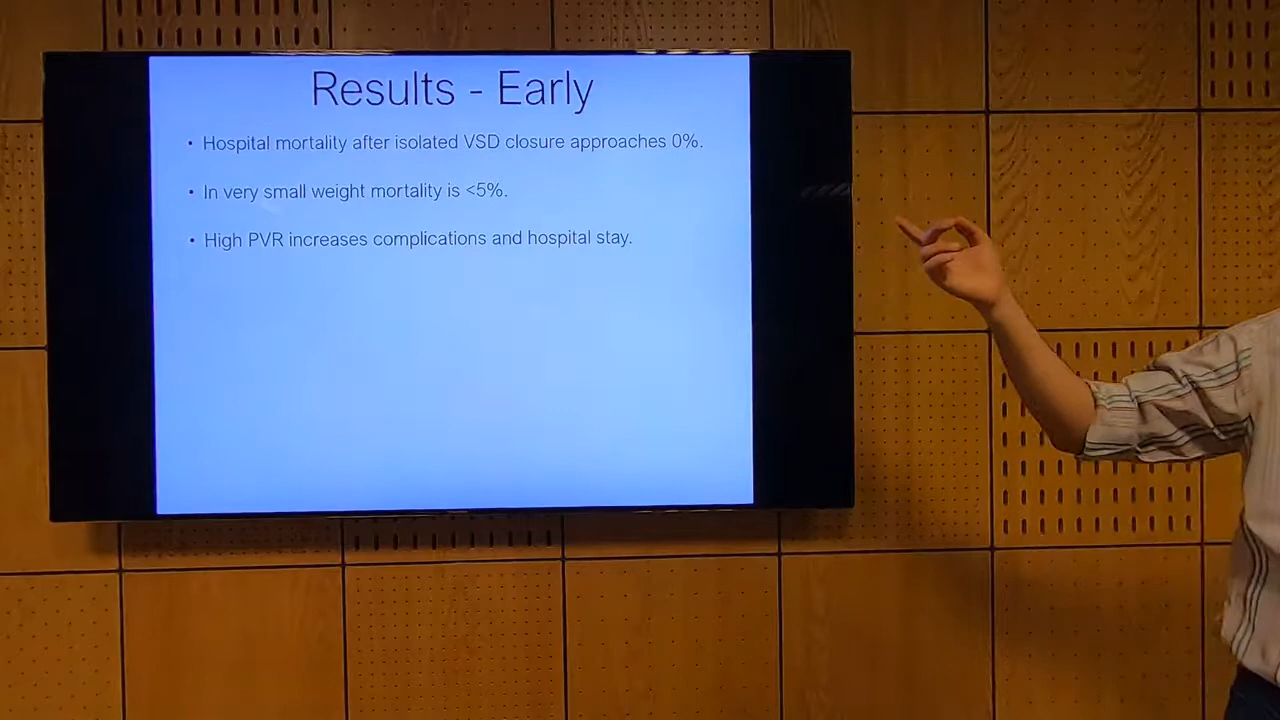 Results - Early
• Hospital mortality after isolated VSD closure approaches 0%.
• In very small weight mortality is <5%.
• High PVR increases complications and hospital stay.